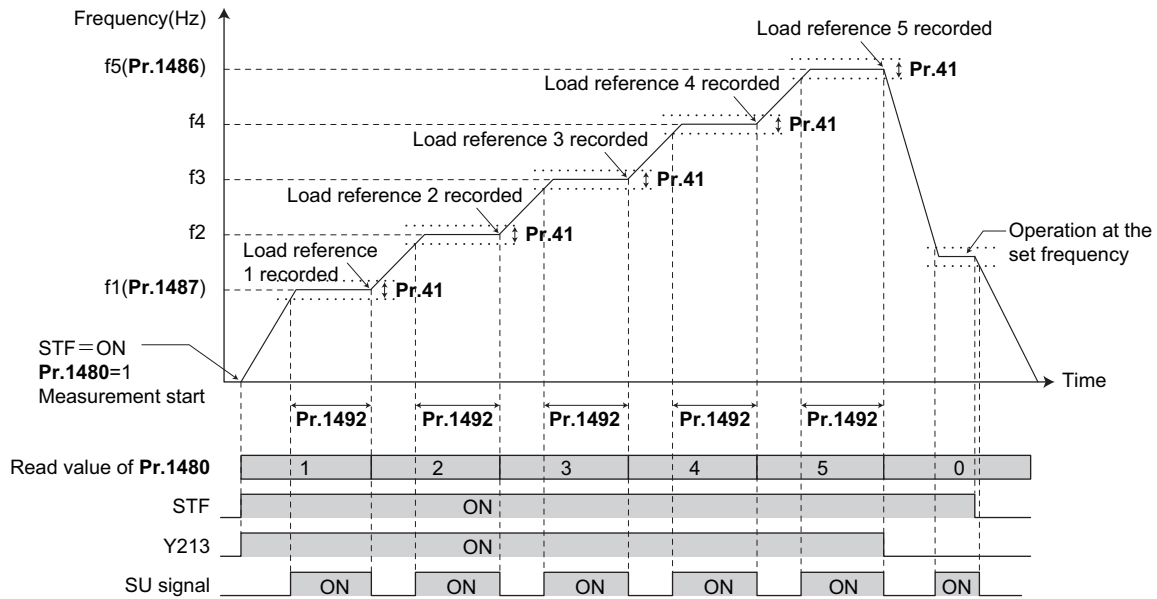 Frequency(Hz)
Load reference 5 recorded
f5(Pr.1486)
Pr.41
Load reference 4 recorded
f4
Pr.41
Load reference 3 recorded
f3
Pr.41
Load reference 2 recorded
f2
Pr.41
Operation at the
set frequency
Load reference
1 recorded
f1(Pr.1487)
Pr.41
STF=ON
Pr.1480=1
Measurement start
Time
Pr.1492 Pr.1492 Pr.1492 Pr.1492 Pr.1492
Read value of Pr.1480 1 2 3 4 5 0
STF ON
Y213 ON
SU signal ON ON ON ON ON ON